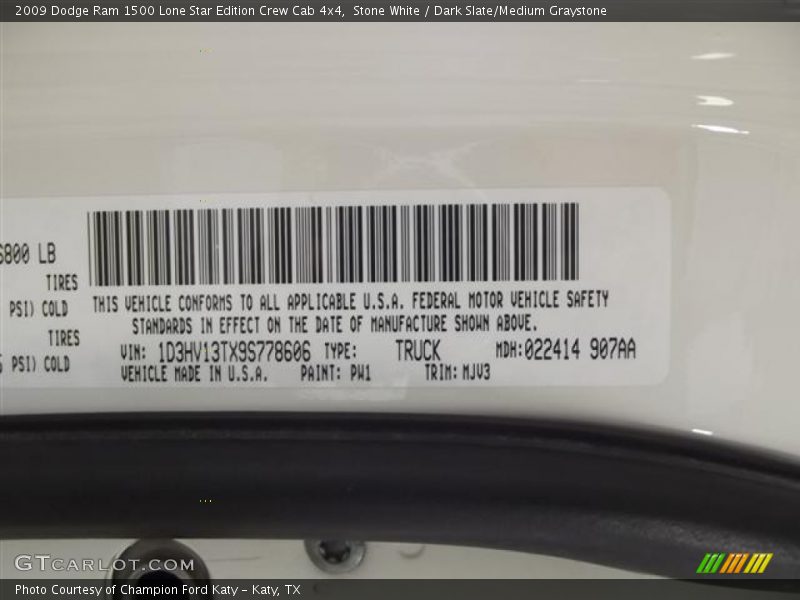 2009 Dodge Ram 1500 Lone Star Edition Crew Cab 4x4, Stone White / Dark Slate/Medium Graystone
6800 LB
TIRES
PSI) COLD
THIS VEHICLE CONFORMS TO ALL APPLICABLE U.S.A. FEDERAL MOTOR VEHICLE SAFETY
STANDARDS IN EFFECT ON THE DATE OF MANUFACTURE SHOWN ABOVE.
TIRES
PSI) COLD
VIN: 1D3HV13TX9S778606 TYPE: TRUCK MDH:022414 907AA
VEHICLE MADE IN U.S.A. PAINT: PW1 TRIM: MJV3
GTCARLOT.COM
Photo Courtesy of Champion Ford Katy – Katy, TX